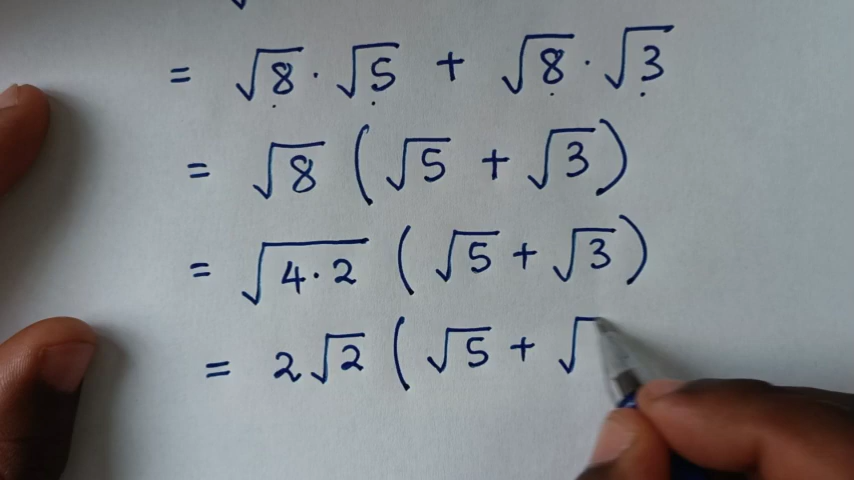 = √8 · √5 + √8 · √3
= √8 ( √5 + √3 )
= √4·2 ( √5 + √3 )
= 2√2 ( √5 + √